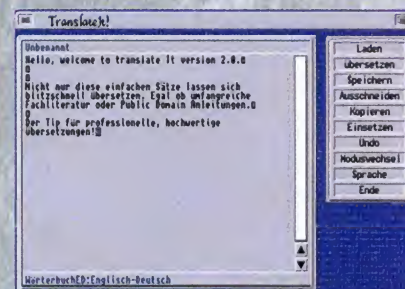 Translate It!
Unbenannt
Hello, welcome to translate It version 2.0.
Nicht nur diese einfachen Sätze lassen sich
blitzschnell übersetzen. Egal ob umfangreiche
Fachliteratur oder Public Domain Anleitungen.
Der Tip für professionelle, hochwertige
übersetzungen!
WörterbuchED:Englisch-Deutsch
Laden
übersetzen
Speichern
Ausschneiden
Kopieren
Einsetzen
Undo
Moduswechsel
Sprache
Ende